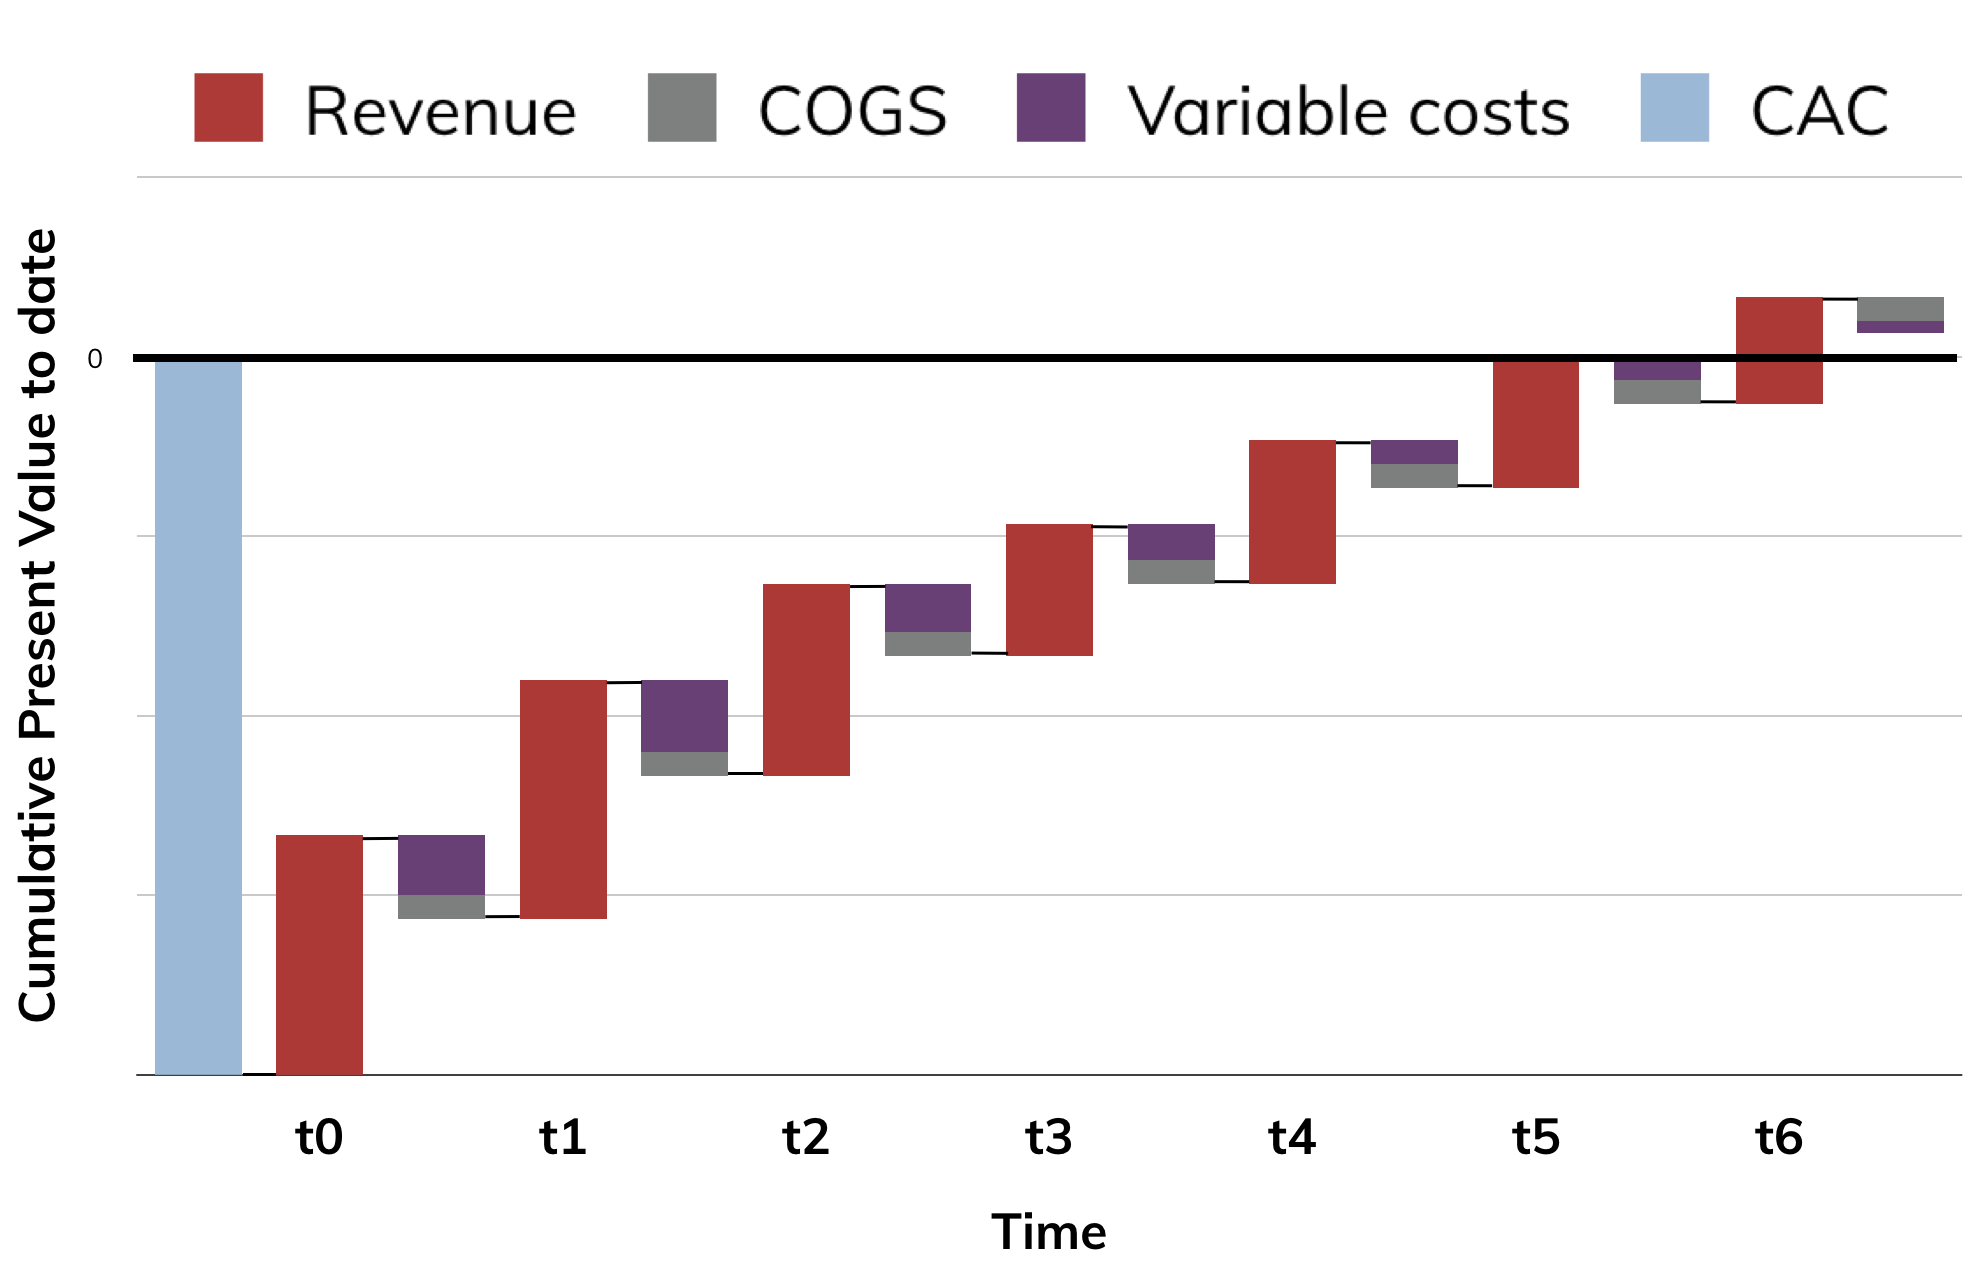 Revenue COGS Variable costs CAC
Cumulative Present Value to date
0
t0 t1 t2 t3 t4 t5 t6
Time